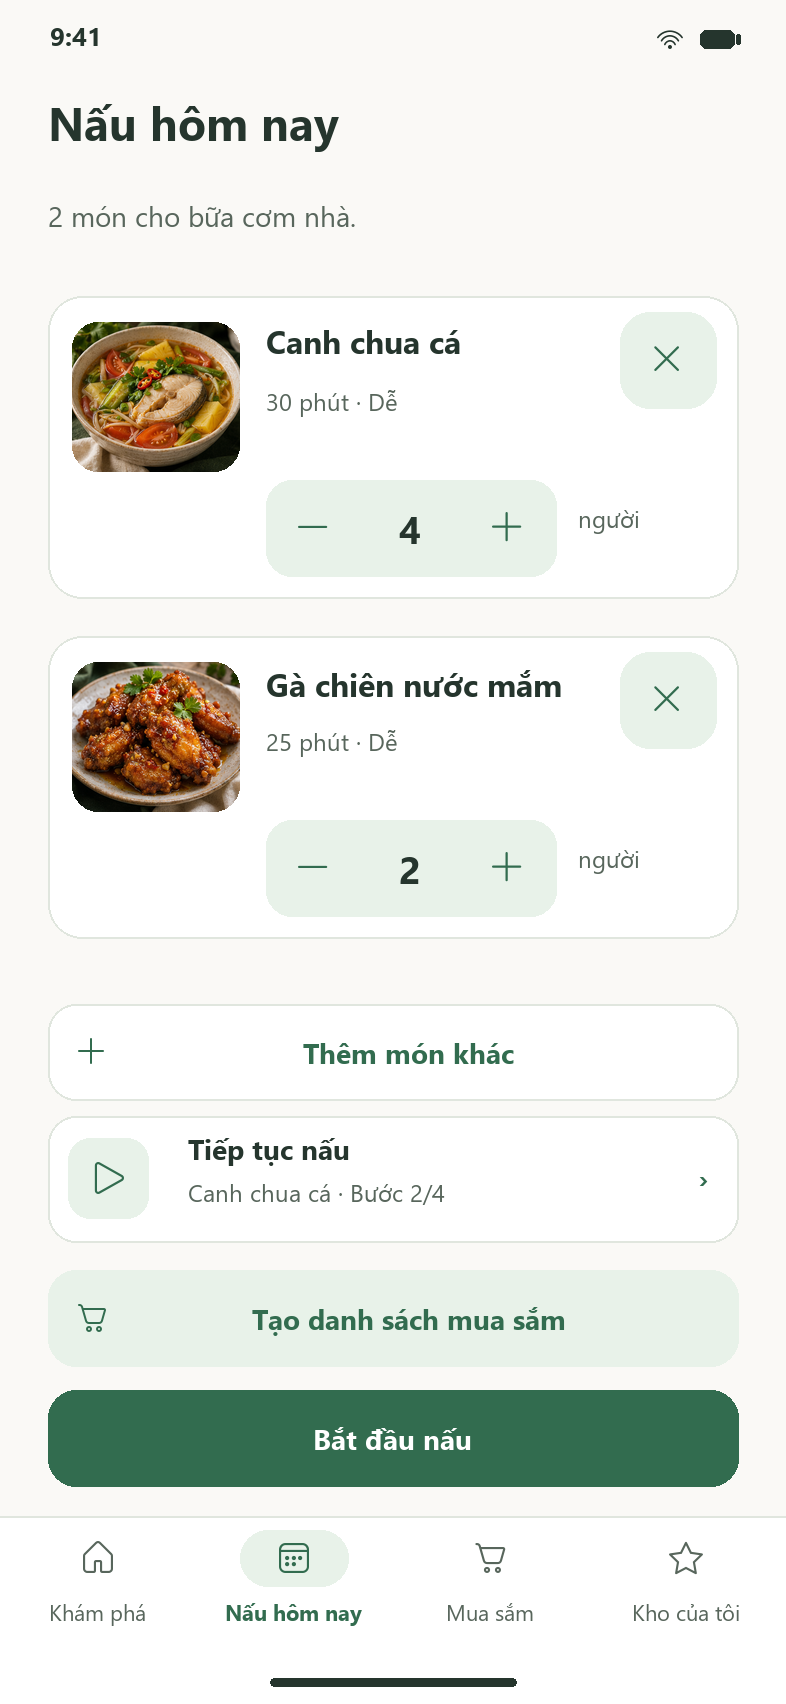 9:41
Nấu hôm nay
2 món cho bữa cơm nhà.
Canh chua cá
30 phút · Dễ
4
người
Gà chiên nước mắm
25 phút · Dễ
2
người
Thêm món khác
Tiếp tục nấu
Canh chua cá · Bước 2/4
Tạo danh sách mua sắm
Bắt đầu nấu
Khám phá
Nấu hôm nay
Mua sắm
Kho của tôi